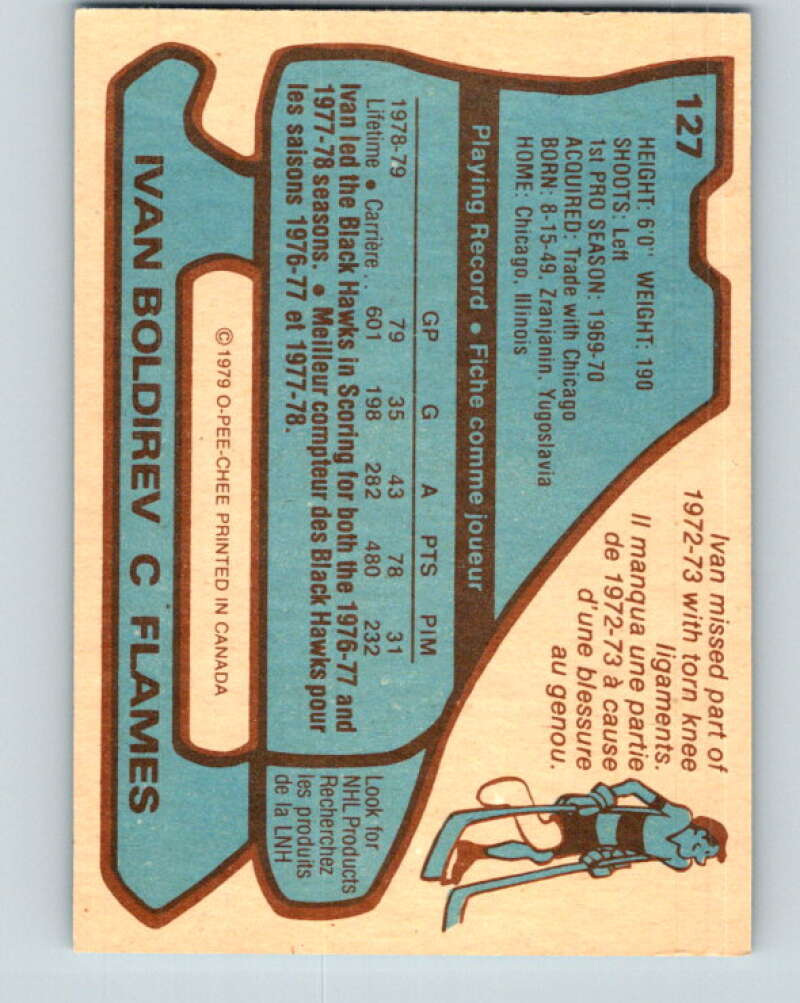 127
HEIGHT: 6'0" WEIGHT: 190
SHOOTS: Left
1st PRO SEASON: 1969-70
ACQUIRED: Trade with Chicago
BORN: 8-15-49, Zranjanin, Yugoslavia
HOME: Chicago, Illinois
Ivan missed part of
1972-73 with torn knee
ligaments.
Il manqua une partie
de 1972-73 à cause
d'une blessure
au genou.
Playing Record • Fiche comme joueur
GP G A PTS PIM
1978-79 79 35 43 78 31
Lifetime • Carrière .. 601 198 282 480 232
Ivan led the Black Hawks in Scoring for both the 1976-77 and
1977-78 seasons. • Meilleur compteur des Black Hawks pour
les saisons 1976-77 et 1977-78.
Look for
NHL Products
Recherchez
les produits
de la LNH
© 1979 O-PEE-CHEE PRINTED IN CANADA
IVAN BOLDIREV C FLAMES